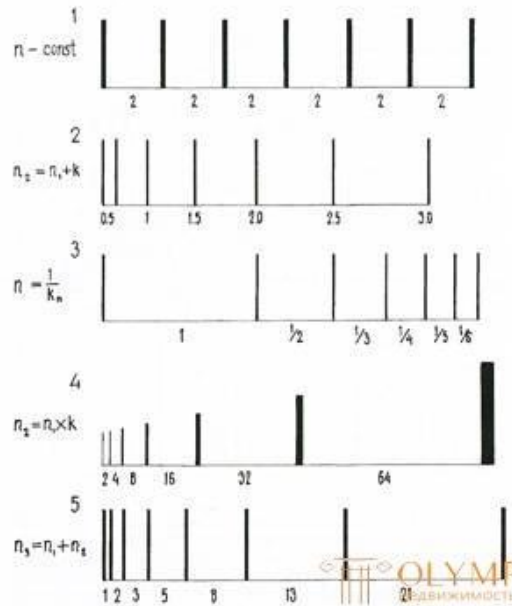 1
n - const
2 2 2 2 2 2
2
n₂ = n₁ + k
0.5 1 1.5 2.0 2.5 3.0
3
n = 1/kₙ
1 1/2 1/3 1/4 1/5 1/6
4
n₂ = n₁ × k
2 4 8 16 32 64
5
n₃ = n₁ + n₂
1 2 3 5 8 13 21
OLYMP
Недвижимость